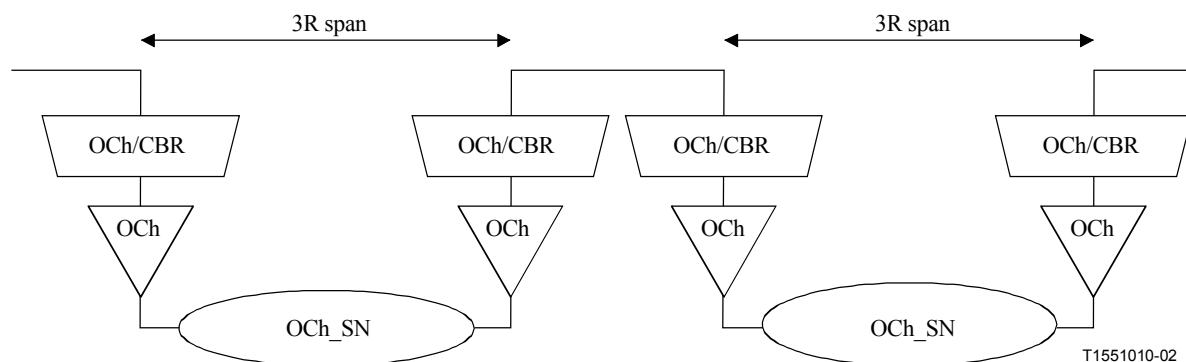 3R span 3R span
OCh/CBR OCh/CBR OCh/CBR OCh/CBR
OCh OCh OCh OCh
OCh_SN OCh_SN
T1551010-02